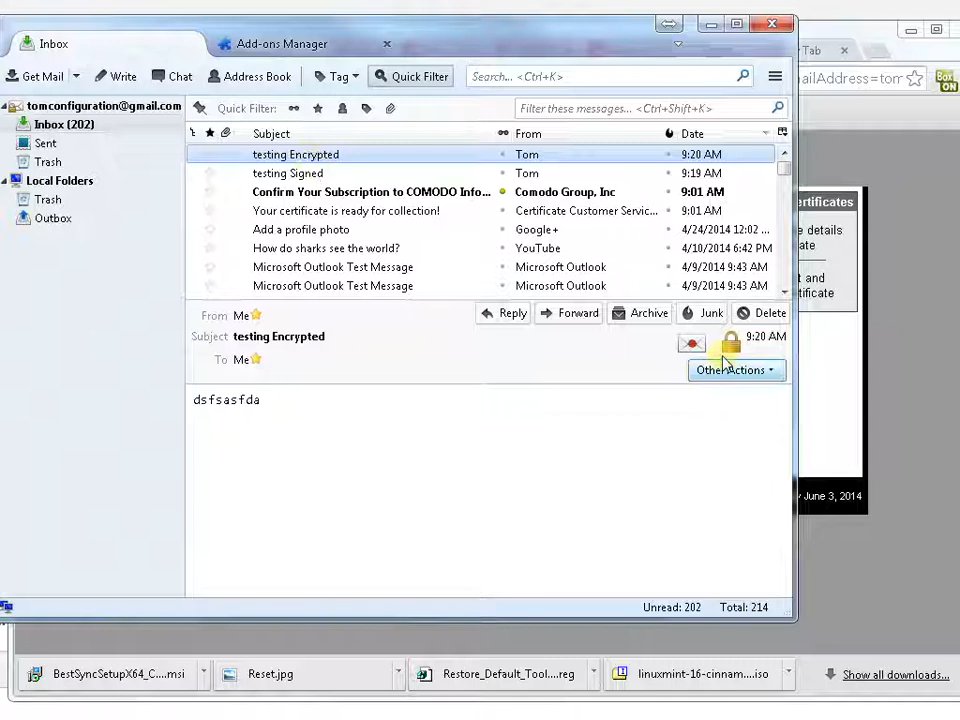 Inbox
Add-ons Manager
Tab
Get Mail
Write
Chat
Address Book
Tag
Quick Filter
Search... <Ctrl+K>
ailAddress=tom
Box
ON
tomconfiguration@gmail.com
Inbox (202)
Sent
Trash
Local Folders
Trash
Outbox
Quick Filter:
Filter these messages... <Ctrl+Shift+K>
Subject From Date
testing Encrypted Tom 9:20 AM
testing Signed Tom 9:19 AM
Confirm Your Subscription to COMODO Info... Comodo Group, Inc 9:01 AM
Your certificate is ready for collection! Certificate Customer Servic... 9:01 AM
Add a profile photo Google+ 4/24/2014 12:02 ...
How do sharks see the world? YouTube 4/10/2014 6:42 PM
Microsoft Outlook Test Message Microsoft Outlook 4/9/2014 9:43 AM
Microsoft Outlook Test Message Microsoft Outlook 4/9/2014 9:43 AM
ertificates
e details
ate
t and
rtificate
From Me
Reply
Forward
Archive
Junk
Delete
Subject testing Encrypted
9:20 AM
To Me
Other Actions
dsfsasfda
y June 3, 2014
Unread: 202 Total: 214
BestSyncSetupX64_C....msi
Reset.jpg
Restore_Default_Tool....reg
linuxmint-16-cinnam....iso
Show all downloads...